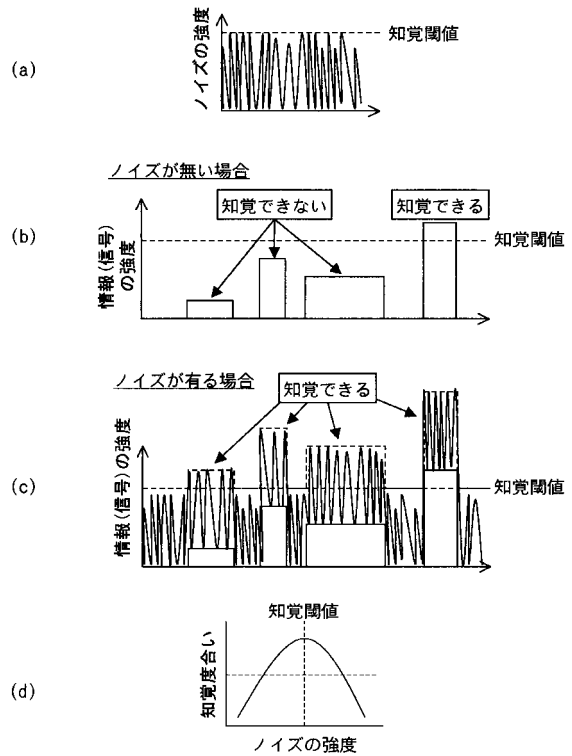 (a)
ノイズの強度
知覚閾値
ノイズが無い場合
(b)
情報(信号)
の強度
知覚できない
知覚できる
知覚閾値
ノイズが有る場合
(c)
情報(信号)の強度
知覚できる
知覚閾値
(d)
知覚度合い
知覚閾値
ノイズの強度